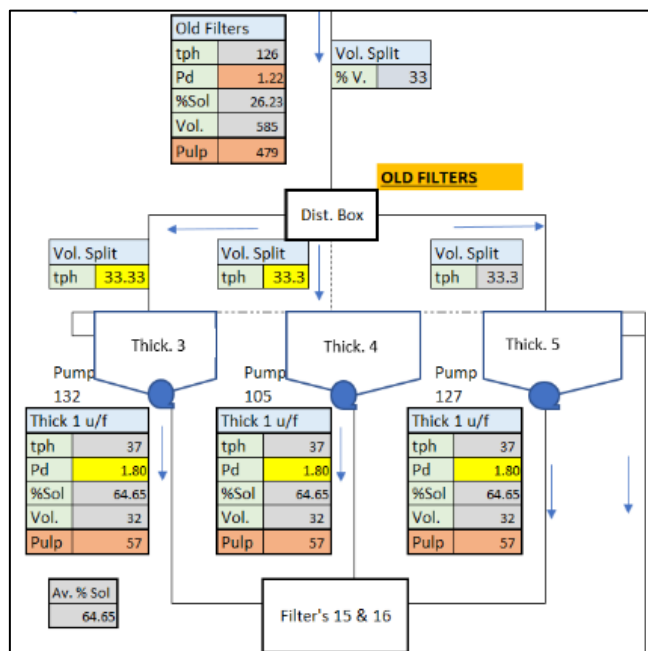 Old Filters
tph 126
Pd 1.22
%Sol 26.23
Vol. 585
Pulp 479
Vol. Split
% V. 33
OLD FILTERS
Dist. Box
Vol. Split
tph 33.33
Vol. Split
tph 33.3
Vol. Split
tph 33.3
Thick. 3
Thick. 4
Thick. 5
Pump
132
Pump
105
Pump
127
Thick 1 u/f
tph 37
Pd 1.80
%Sol 64.65
Vol. 32
Pulp 57
Thick 1 u/f
tph 37
Pd 1.80
%Sol 64.65
Vol. 32
Pulp 57
Thick 1 u/f
tph 37
Pd 1.80
%Sol 64.65
Vol. 32
Pulp 57
Av. % Sol
64.65
Filter's 15 & 16